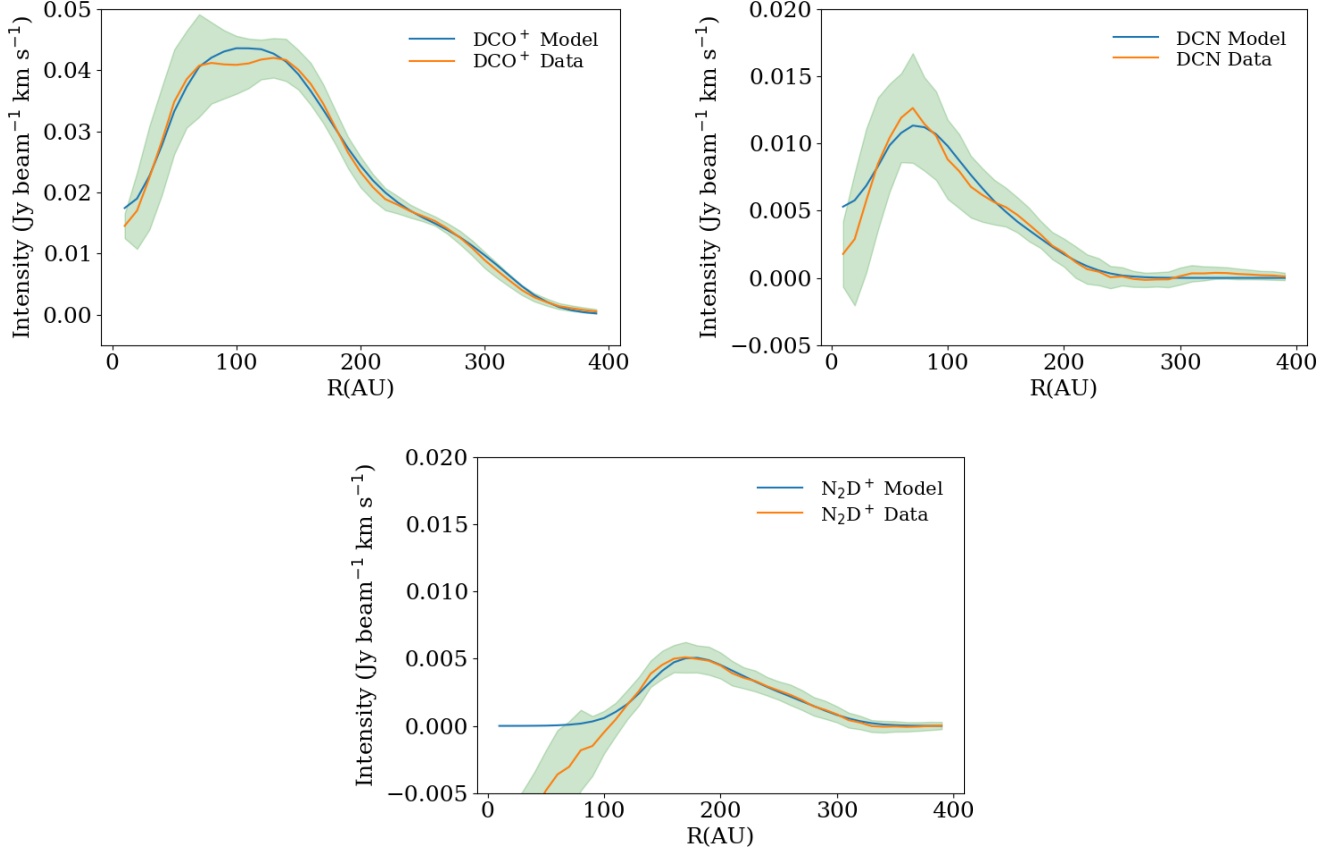 0.05
0.04
0.03
0.02
0.01
0.00
Intensity (Jy beam⁻¹ km s⁻¹)
DCO⁺ Model
DCO⁺ Data
0 100 200 300 400
R(AU)
0.020
0.015
0.010
0.005
0.000
−0.005
Intensity (Jy beam⁻¹ km s⁻¹)
DCN Model
DCN Data
0 100 200 300 400
R(AU)
0.020
0.015
0.010
0.005
0.000
−0.005
Intensity (Jy beam⁻¹ km s⁻¹)
N₂D⁺ Model
N₂D⁺ Data
0 100 200 300 400
R(AU)